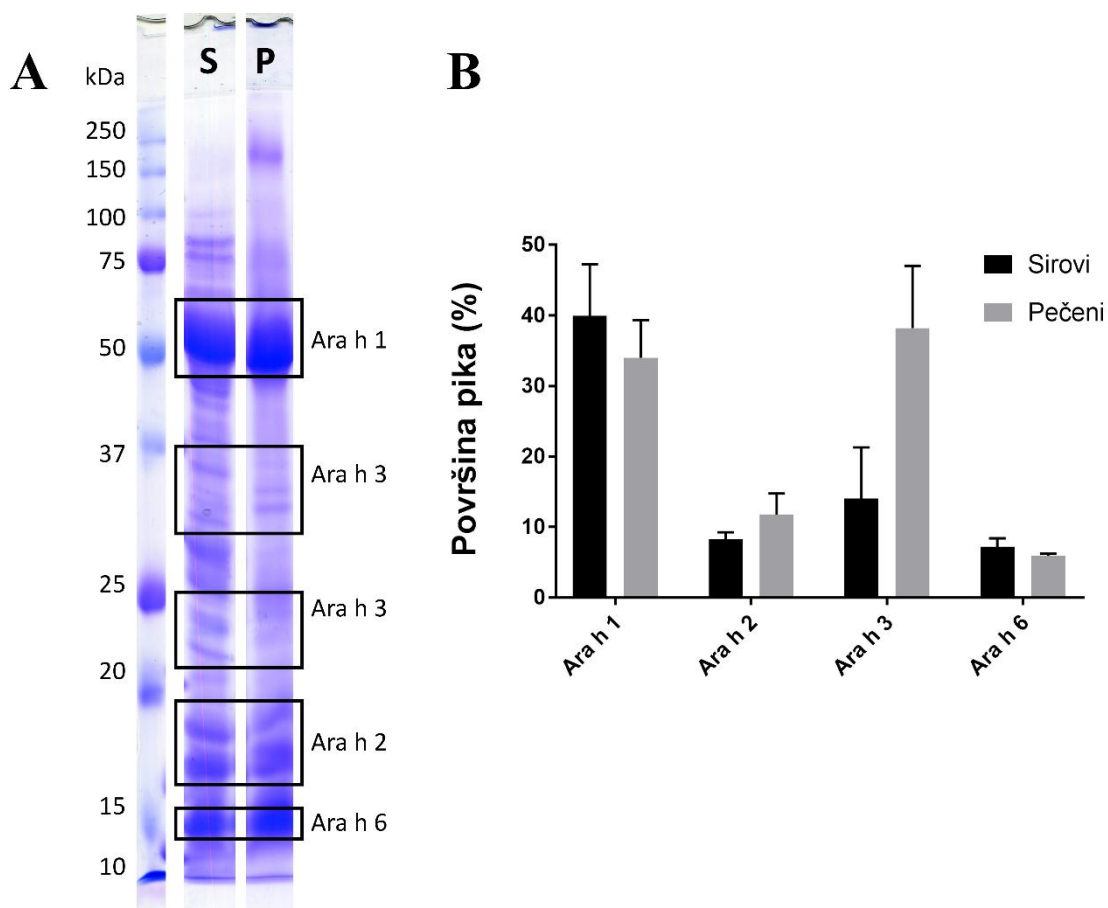 A
kDa
250
150
100
75
50
37
25
20
15
10
S P
Ara h 1
Ara h 3
Ara h 3
Ara h 2
Ara h 6
B
Površina pika (%)
50
40
30
20
10
0
Ara h 1
Ara h 2
Ara h 3
Ara h 6
Sirovi
Pečeni